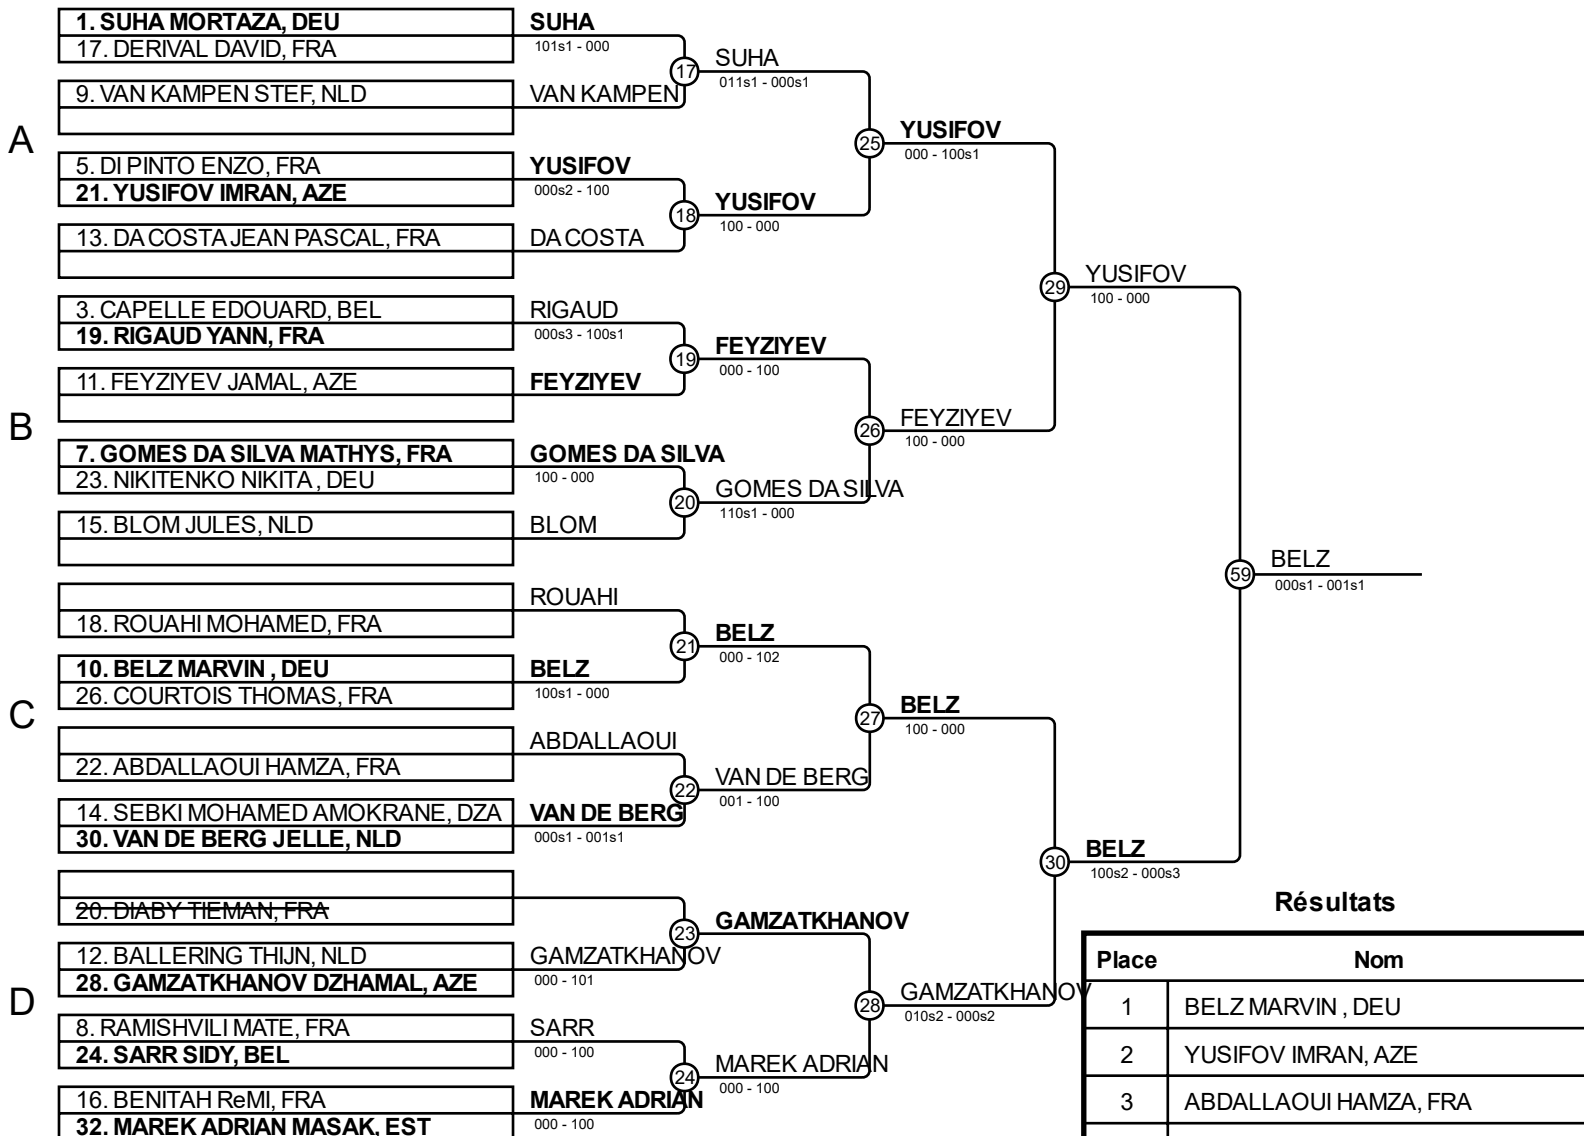 A
1. SUHA MORTAZA, DEU
17. DERIVAL DAVID, FRA
9. VAN KAMPEN STEF, NLD
5. DI PINTO ENZO, FRA
21. YUSIFOV IMRAN, AZE
13. DA COSTA JEAN PASCAL, FRA
B
3. CAPELLE EDOUARD, BEL
19. RIGAUD YANN, FRA
11. FEYZIYEV JAMAL, AZE
7. GOMES DA SILVA MATHYS, FRA
23. NIKITENKO NIKITA , DEU
15. BLOM JULES, NLD
C
18. ROUAHI MOHAMED, FRA
10. BELZ MARVIN , DEU
26. COURTOIS THOMAS, FRA
22. ABDALLAOUI HAMZA, FRA
14. SEBKI MOHAMED AMOKRANE, DZA
30. VAN DE BERG JELLE, NLD
D
20. DIABY TIEMAN, FRA
12. BALLERING THIJN, NLD
28. GAMZATKHANOV DZHAMAL, AZE
8. RAMISHVILI MATE, FRA
24. SARR SIDY, BEL
16. BENITAH ReMI, FRA
32. MAREK ADRIAN MASAK, EST
SUHA
101s1 - 000
VAN KAMPEN
YUSIFOV
000s2 - 100
DA COSTA
RIGAUD
000s3 - 100s1
FEYZIYEV
GOMES DA SILVA
100 - 000
BLOM
ROUAHI
BELZ
100s1 - 000
ABDALLAOUI
VAN DE BERG
000s1 - 001s1
GAMZATKHANOV
000 - 101
SARR
000 - 100
MAREK ADRIAN
000 - 100
17
SUHA
011s1 - 000s1
18
YUSIFOV
100 - 000
19
FEYZIYEV
000 - 100
20
GOMES DA SILVA
110s1 - 000
21
BELZ
000 - 102
22
VAN DE BERG
001 - 100
23
GAMZATKHANOV
24
MAREK ADRIAN
000 - 100
25
YUSIFOV
000 - 100s1
26
FEYZIYEV
100 - 000
27
BELZ
100 - 000
28
GAMZATKHANOV
010s2 - 000s2
29
YUSIFOV
100 - 000
30
BELZ
100s2 - 000s3
59
BELZ
000s1 - 001s1
Résultats
Place Nom
1 BELZ MARVIN , DEU
2 YUSIFOV IMRAN, AZE
3 ABDALLAOUI HAMZA, FRA